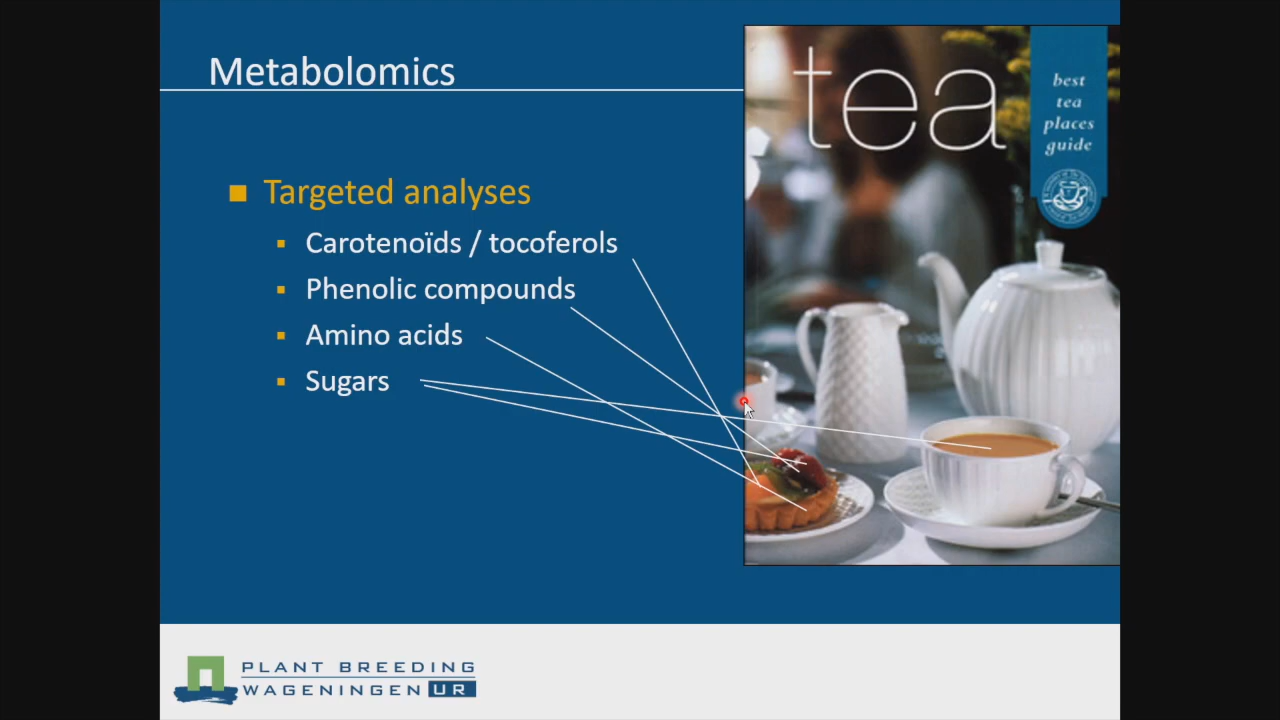 Metabolomics
Targeted analyses
Carotenoïds / tocoferols
Phenolic compounds
Amino acids
Sugars
tea
best
tea
places
guide
PLANT BREEDING
WAGENINGEN UR